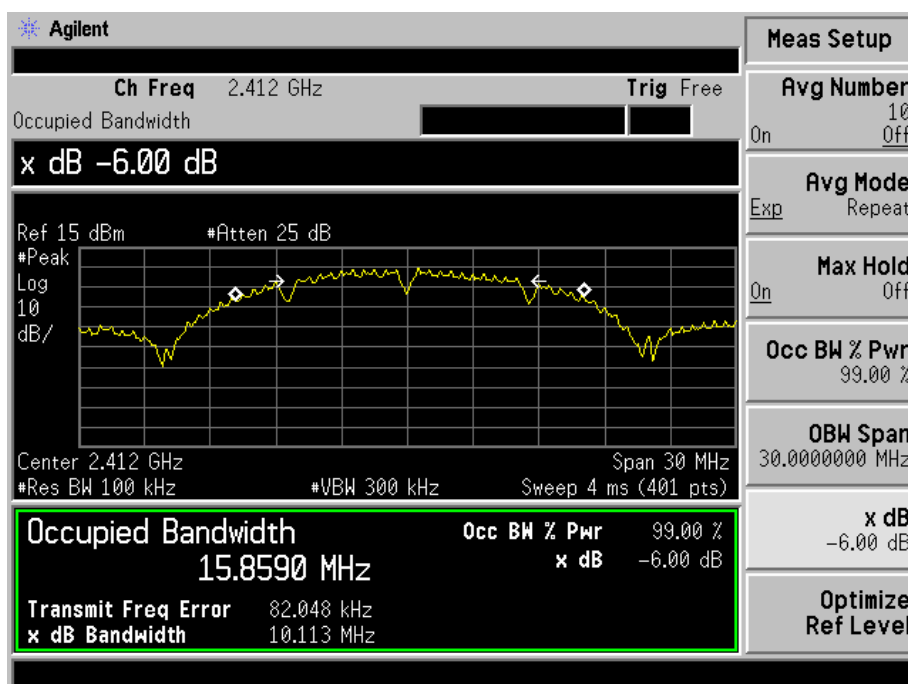 Agilent
Ch Freq 2.412 GHz Trig Free
Occupied Bandwidth
x dB -6.00 dB
Ref 15 dBm #Atten 25 dB
#Peak
Log
10
dB/
Center 2.412 GHz Span 30 MHz
#Res BW 100 kHz #VBW 300 kHz Sweep 4 ms (401 pts)
Occupied Bandwidth Occ BW % Pwr 99.00 %
15.8590 MHz x dB -6.00 dB
Transmit Freq Error 82.048 kHz
x dB Bandwidth 10.113 MHz
Meas Setup
Avg Number
10
On Off
Avg Mode
Exp Repeat
Max Hold
On Off
Occ BW % Pwr
99.00 %
OBW Span
30.0000000 MHz
x dB
-6.00 dB
Optimize
Ref Level